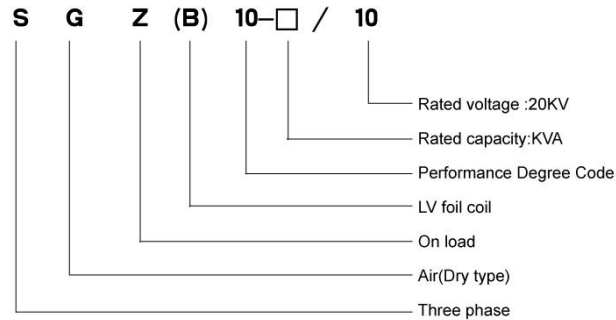 S G Z (B) 10-□ / 10
Rated voltage :20KV
Rated capacity:KVA
Performance Degree Code
LV foil coil
On load
Air(Dry type)
Three phase